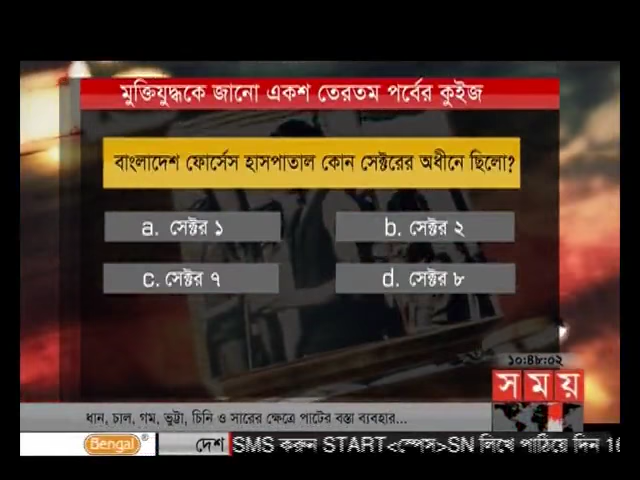 মুক্তিযুদ্ধকে জানো একশ তেরতম পর্বের কুইজ
বাংলাদেশ ফোর্সেস হাসপাতাল কোন সেক্টরের অধীনে ছিলো?
a. সেক্টর ১
b. সেক্টর ২
c. সেক্টর ৭
d. সেক্টর ৮
১০:৪৮:০২
সময়
ধান, চাল, গম, ভুট্টা, চিনি ও সারের ক্ষেত্রে পাটের বস্তা ব্যবহার...
Bengal® দেশ SMS করুন START<স্পেস>SN লিখে পাঠিয়ে দিন 16